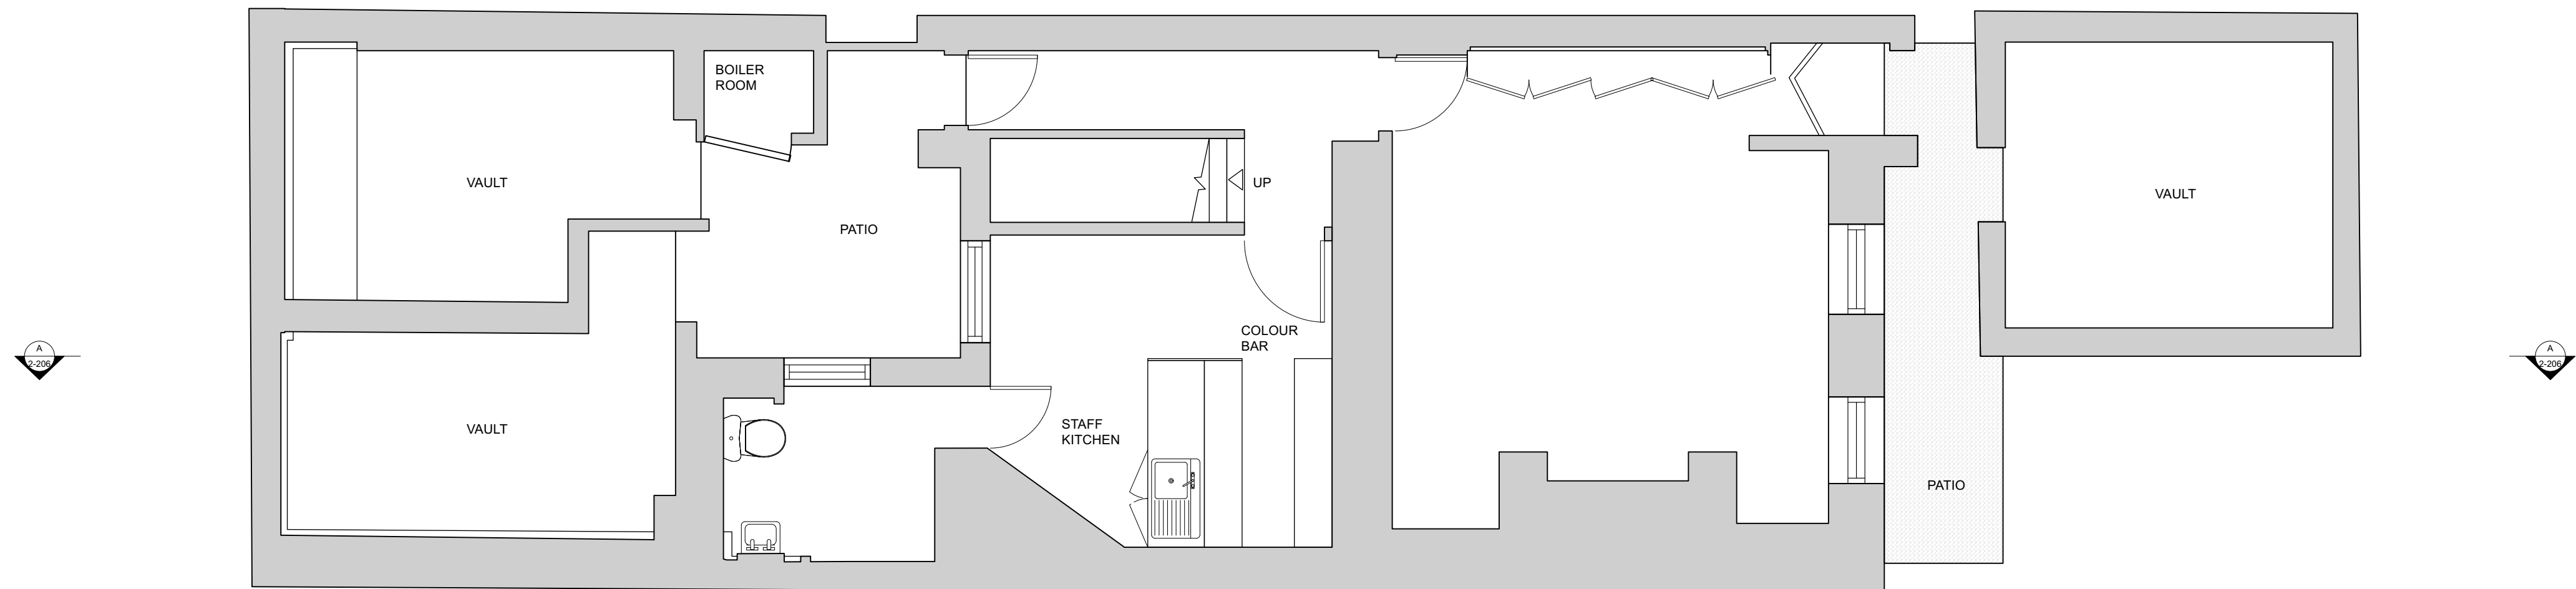 BOILER
ROOM
VAULT
UP
VAULT
PATIO
COLOUR
BAR
A
2-206
A
2-206
STAFF
KITCHEN
VAULT
PATIO